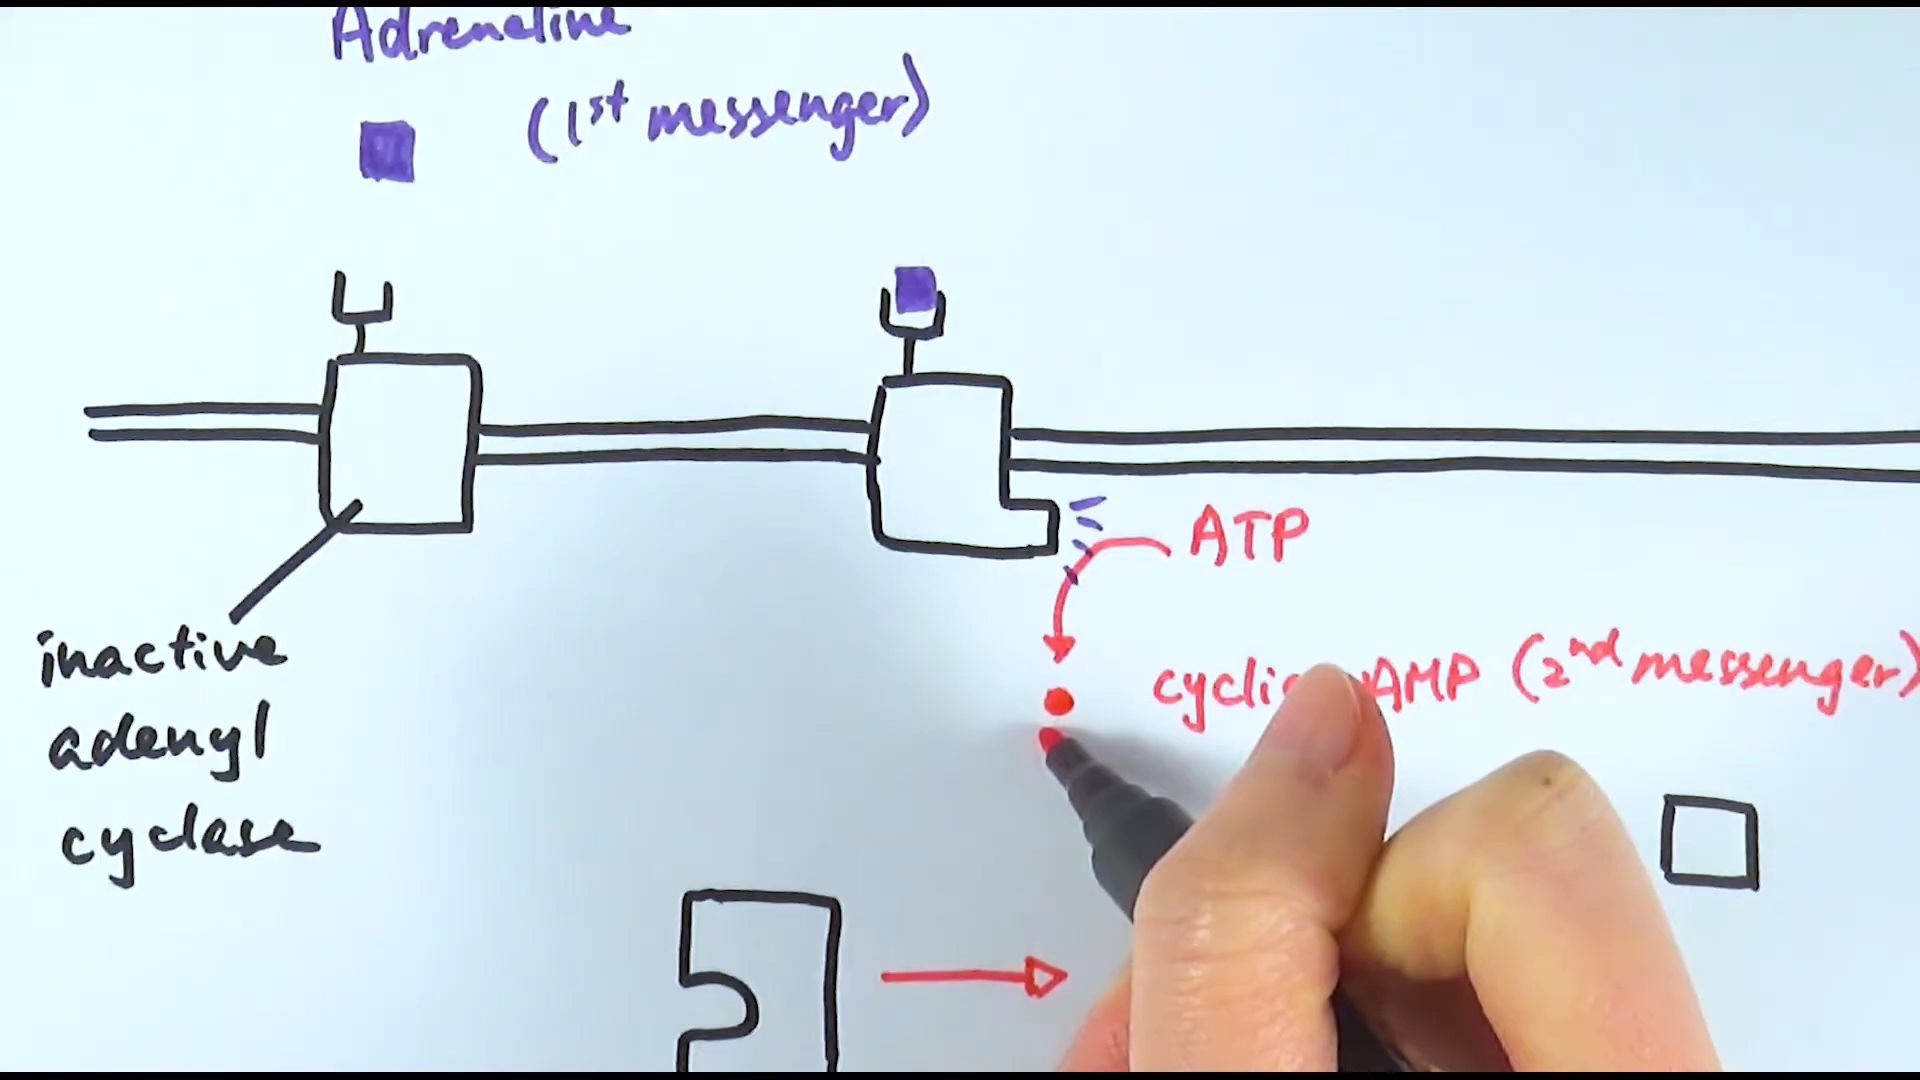 Adrenaline
(1st messenger)
ATP
cyclic AMP (2nd messenger)
inactive
adenyl
cyclase